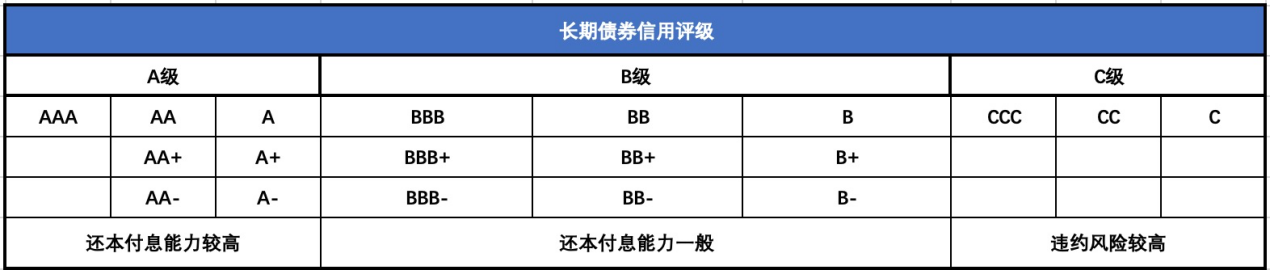 长期债券信用评级
A级 B级 C级
AAA AA A BBB BB B CCC CC C
AA+ A+ BBB+ BB+ B+
AA- A- BBB- BB- B-
还本付息能力较高 还本付息能力一般 违约风险较高